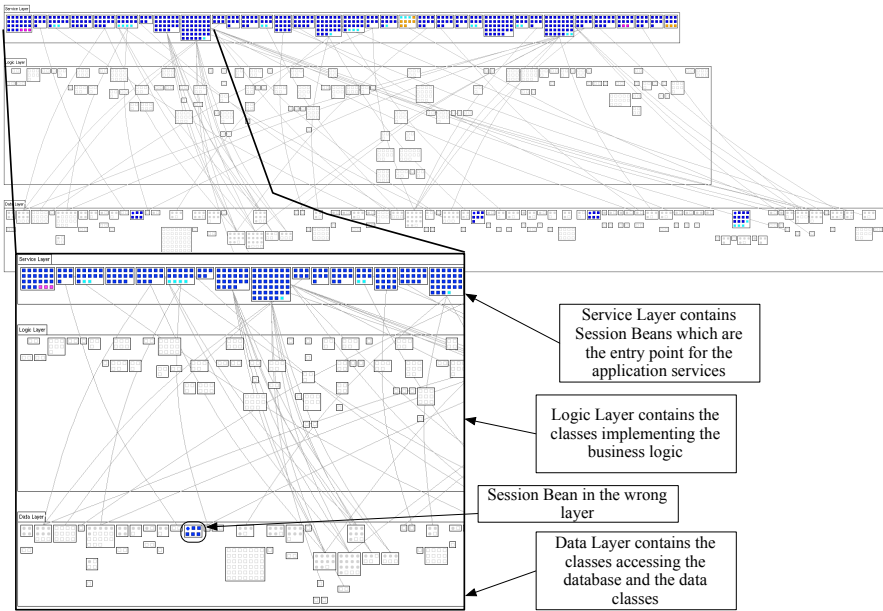 Service Layer
Logic Layer
Data Layer
Service Layer
Logic Layer
Data Layer
Service Layer contains
Session Beans which are
the entry point for the
application services
Logic Layer contains the
classes implementing the
business logic
Session Bean in the wrong
layer
Data Layer contains the
classes accessing the
database and the data
classes